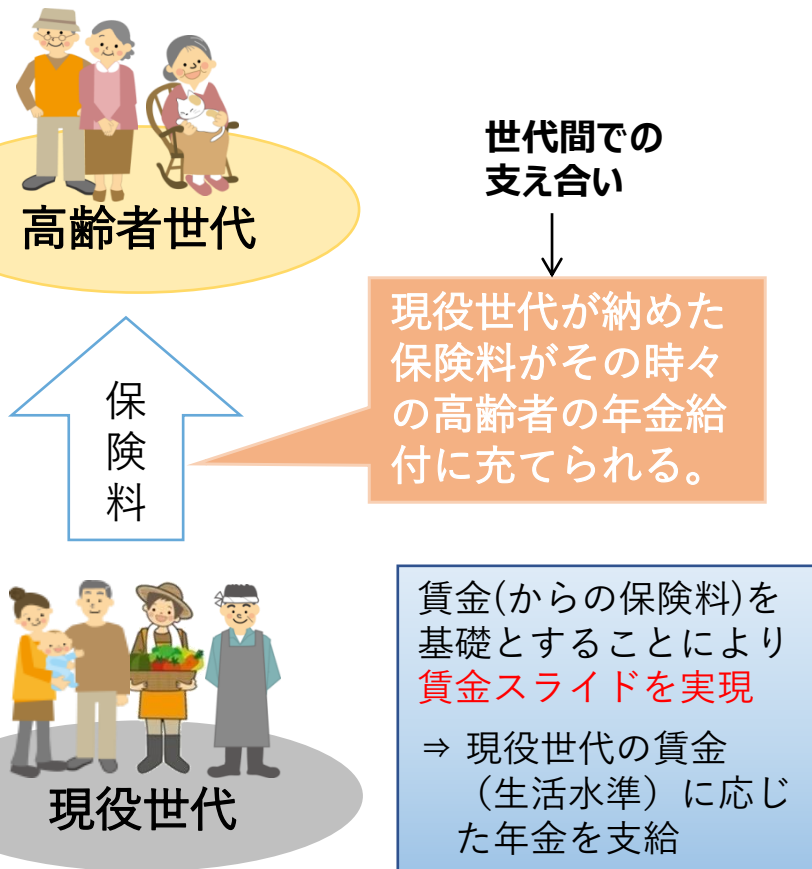 世代間での
支え合い
高齢者世代
現役世代が納めた
保険料がその時々
の高齢者の年金給
付に充てられる。
保
険
料
賃金(からの保険料)を
基礎とすることにより
賃金スライドを実現
⇒ 現役世代の賃金
（生活水準）に応じ
た年金を支給
現役世代